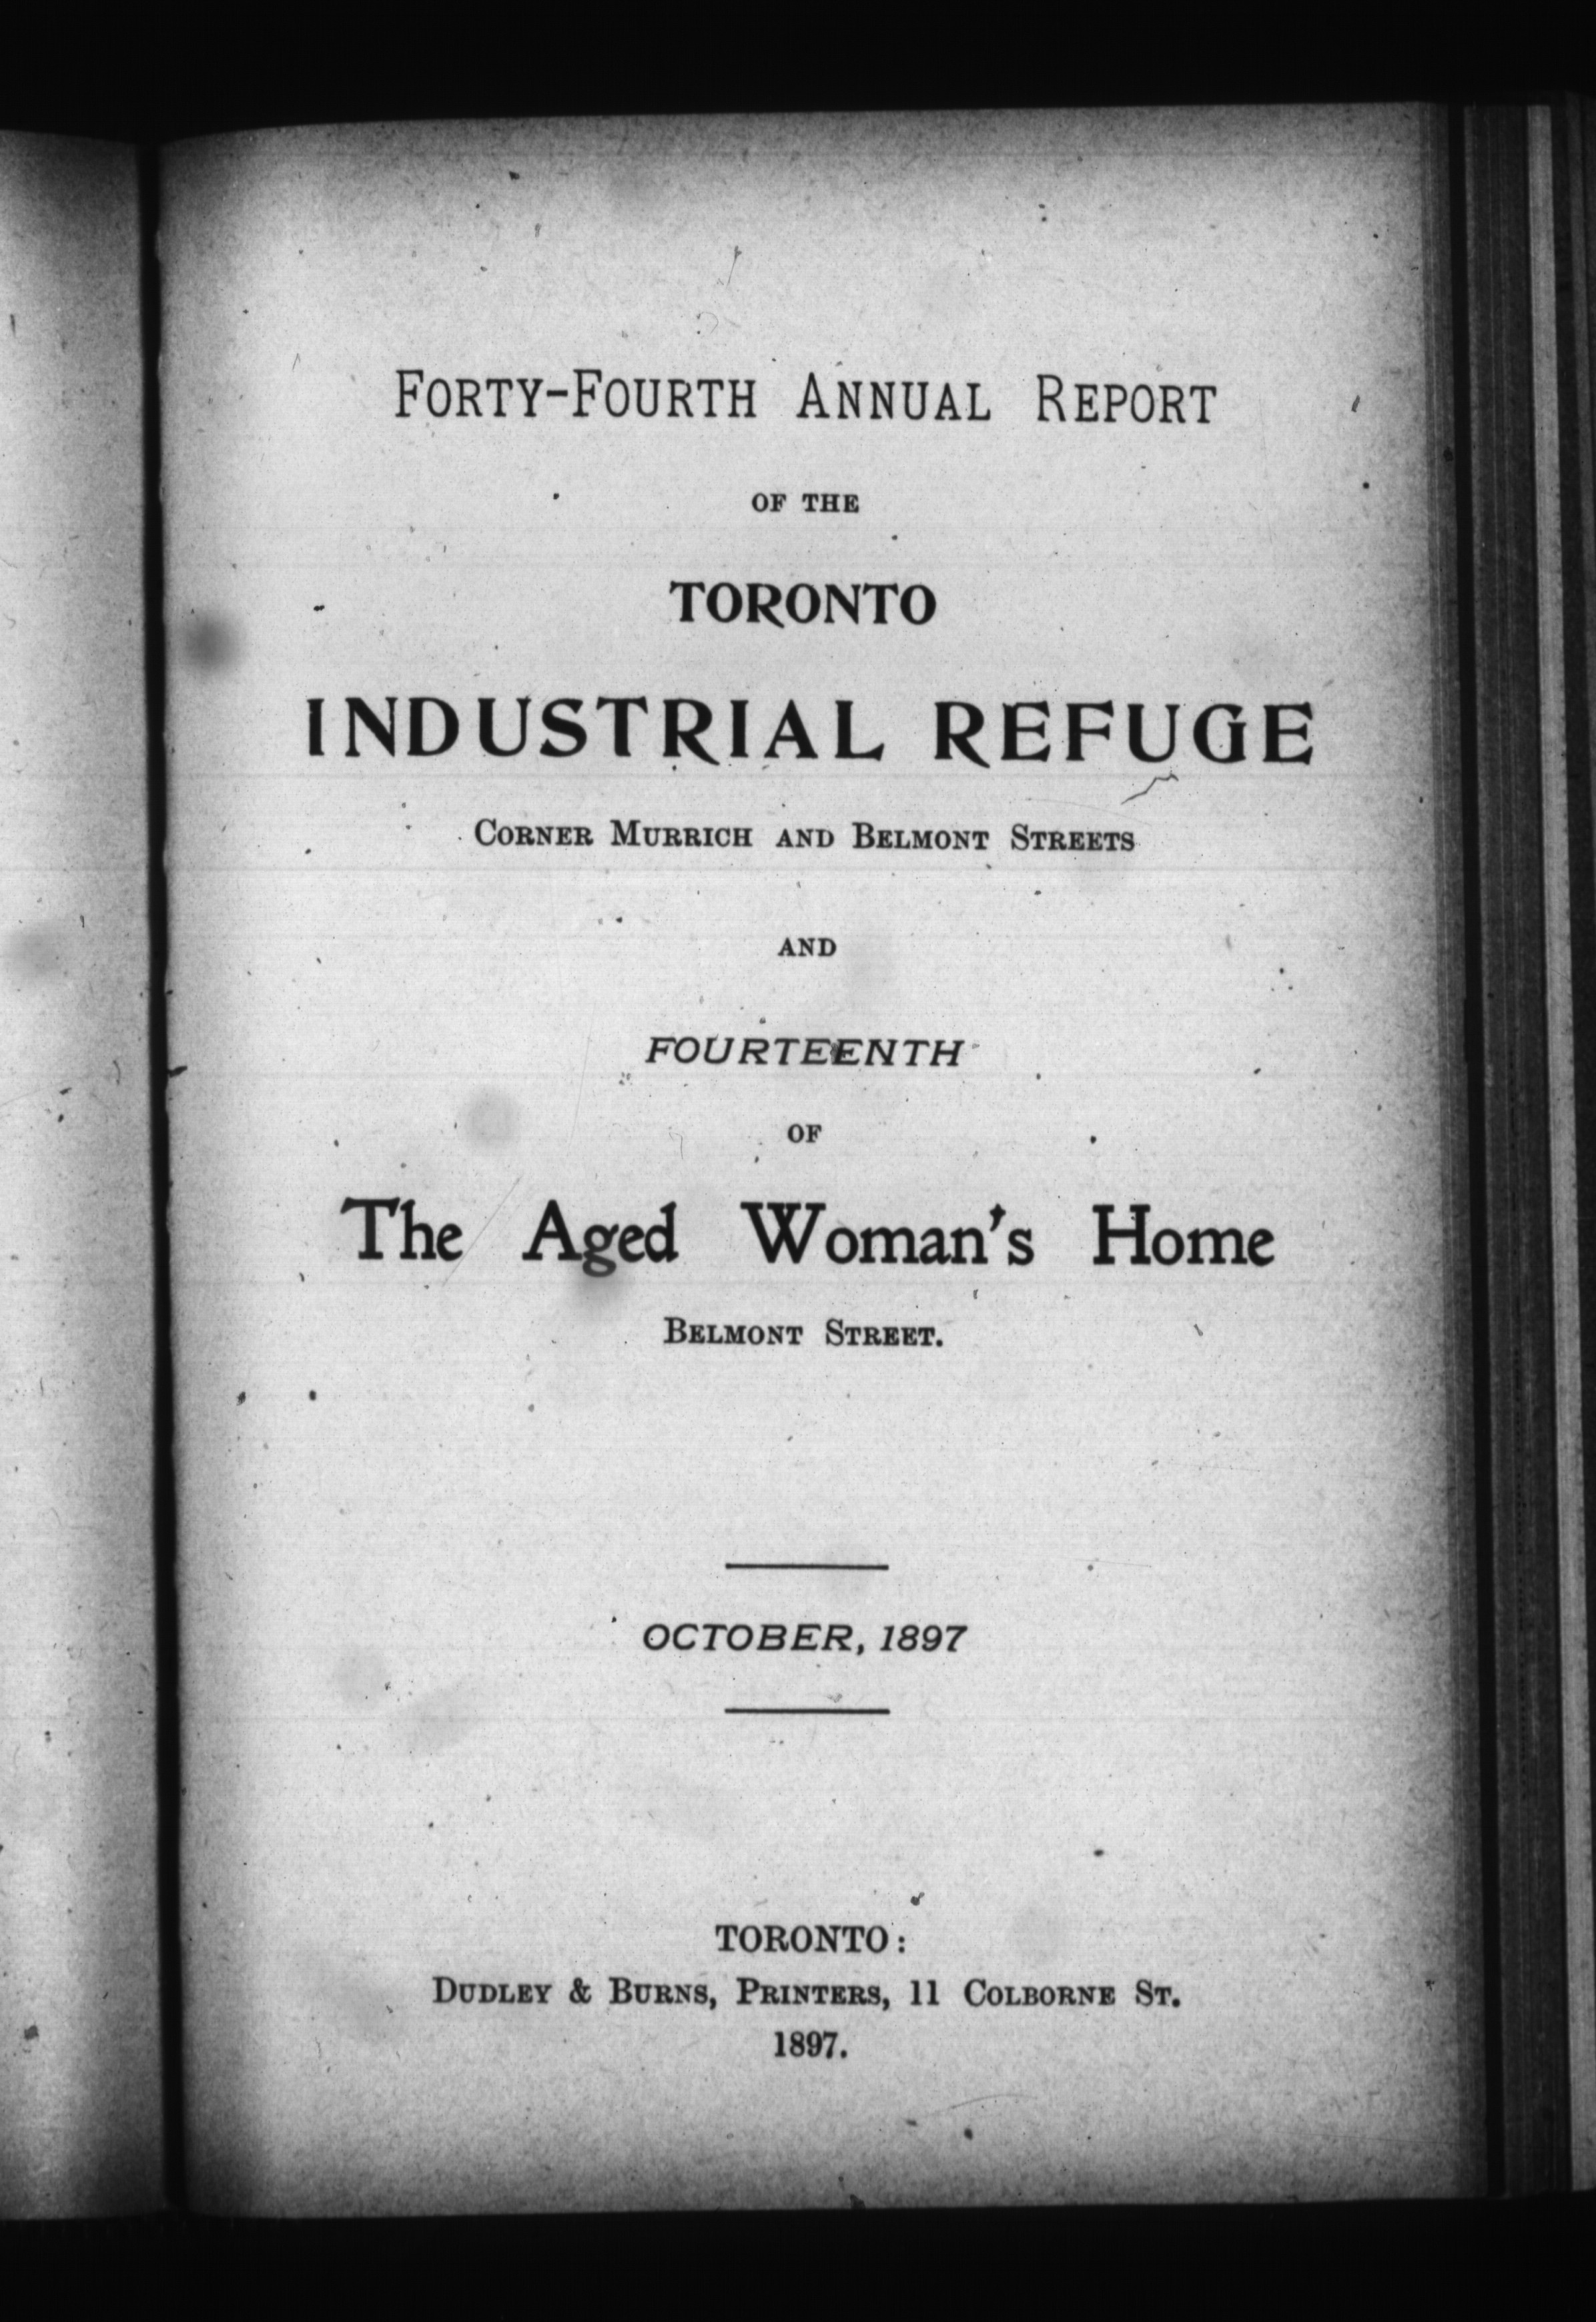 FORTY-FOURTH ANNUAL REPORT
OF THE
TORONTO
INDUSTRIAL REFUGE
CORNER MURRICH AND BELMONT STREETS
AND
FOURTEENTH
OF
The Aged Woman's Home
BELMONT STREET.
OCTOBER, 1897
TORONTO:
DUDLEY & BURNS, PRINTERS, 11 COLBORNE ST.
1897.